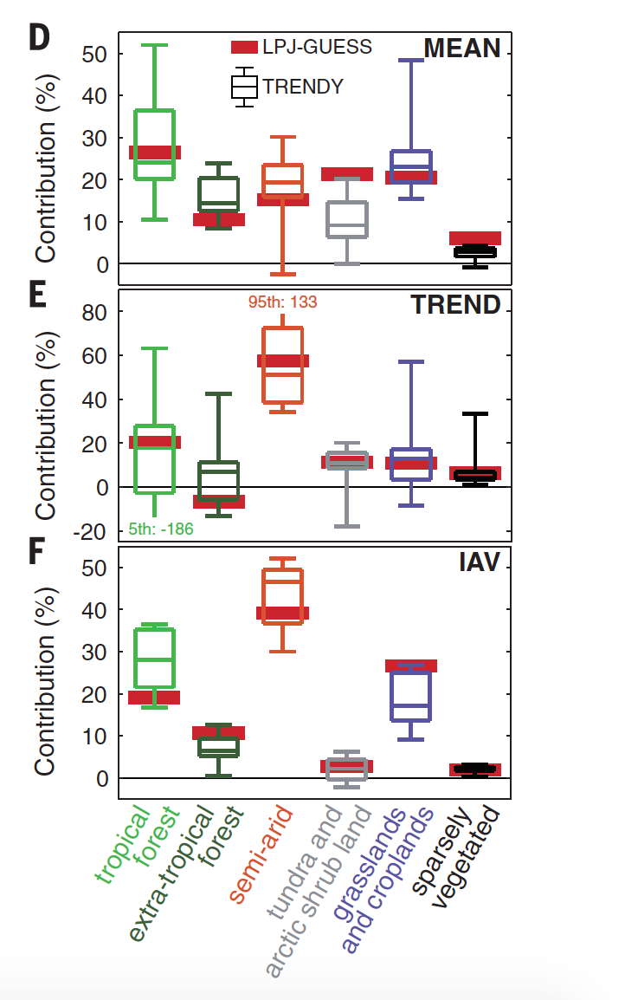 D
MEAN
LPJ-GUESS
TRENDY
Contribution (%)
50
40
30
20
10
0
E
TREND
95th: 133
5th: -186
Contribution (%)
80
60
40
20
0
-20
F
IAV
Contribution (%)
50
40
30
20
10
0
tropical
forest
extra-tropical
forest
semi-arid
tundra and
arctic shrub land
grasslands
and croplands
sparsely
vegetated